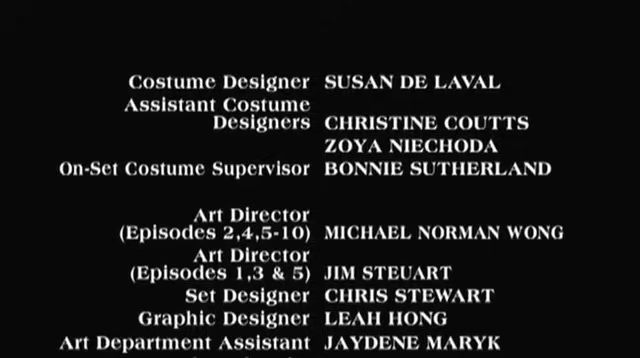 Costume Designer SUSAN DE LAVAL
Assistant Costume
Designers CHRISTINE COUTTS
ZOYA NIECHODA
On-Set Costume Supervisor BONNIE SUTHERLAND
Art Director
(Episodes 2,4,5-10) MICHAEL NORMAN WONG
Art Director
(Episodes 1,3 & 5) JIM STEUART
Set Designer CHRIS STEWART
Graphic Designer LEAH HONG
Art Department Assistant JAYDENE MARYK